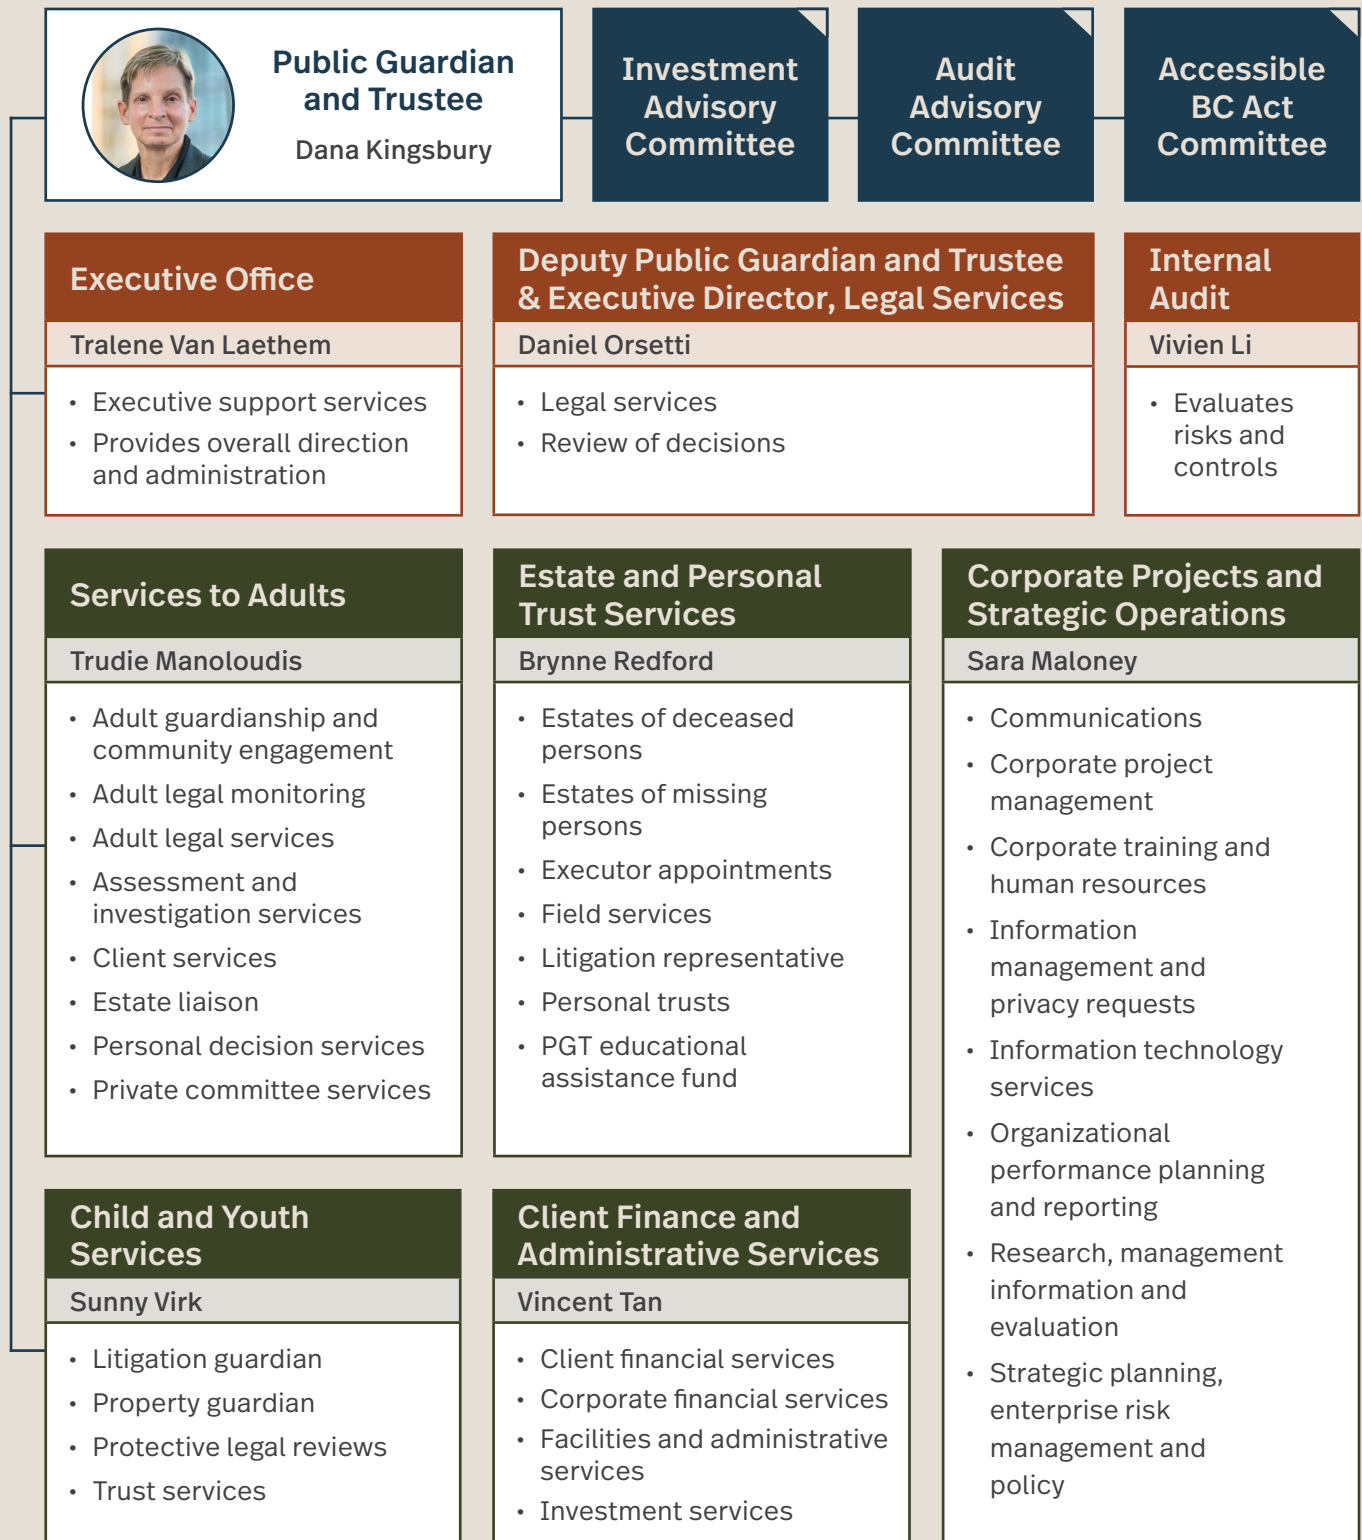 Public Guardian
and Trustee
Dana Kingsbury
Investment
Advisory
Committee
Audit
Advisory
Committee
Accessible
BC Act
Committee
Executive Office
Tralene Van Laethem
• Executive support services
• Provides overall direction
and administration
Deputy Public Guardian and Trustee
& Executive Director, Legal Services
Daniel Orsetti
• Legal services
• Review of decisions
Internal
Audit
Vivien Li
• Evaluates
risks and
controls
Services to Adults
Trudie Manoloudis
• Adult guardianship and
community engagement
• Adult legal monitoring
• Adult legal services
• Assessment and
investigation services
• Client services
• Estate liaison
• Personal decision services
• Private committee services
Estate and Personal
Trust Services
Brynne Redford
• Estates of deceased
persons
• Estates of missing
persons
• Executor appointments
• Field services
• Litigation representative
• Personal trusts
• PGT educational
assistance fund
Corporate Projects and
Strategic Operations
Sara Maloney
• Communications
• Corporate project
management
• Corporate training and
human resources
• Information
management and
privacy requests
• Information technology
services
• Organizational
performance planning
and reporting
• Research, management
information and
evaluation
• Strategic planning,
enterprise risk
management and
policy
Child and Youth
Services
Sunny Virk
• Litigation guardian
• Property guardian
• Protective legal reviews
• Trust services
Client Finance and
Administrative Services
Vincent Tan
• Client financial services
• Corporate financial services
• Facilities and administrative
services
• Investment services